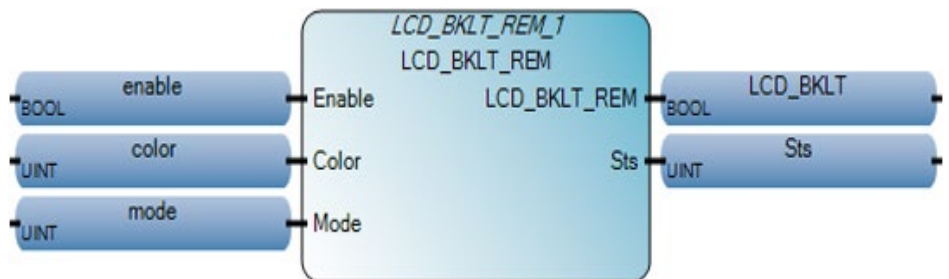 LCD_BKLT_REM_1
LCD_BKLT_REM
enable
BOOL
Enable
LCD_BKLT_REM
LCD_BKLT
BOOL
color
UINT
Color
Sts
Sts
UINT
mode
UINT
Mode